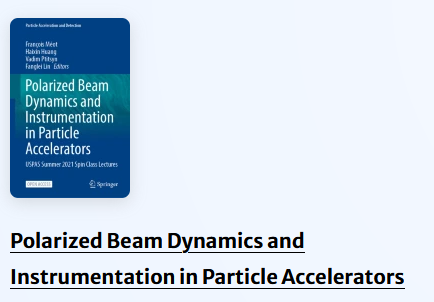 Particle Acceleration and Detection
François Méot
Haixin Huang
Vadim Ptitsyn
Fanglei Lin Editors
Polarized Beam
Dynamics and
Instrumentation
in Particle
Accelerators
USPAS Summer 2021 Spin Class Lectures
OPEN ACCESS
Springer
Polarized Beam Dynamics and
Instrumentation in Particle Accelerators